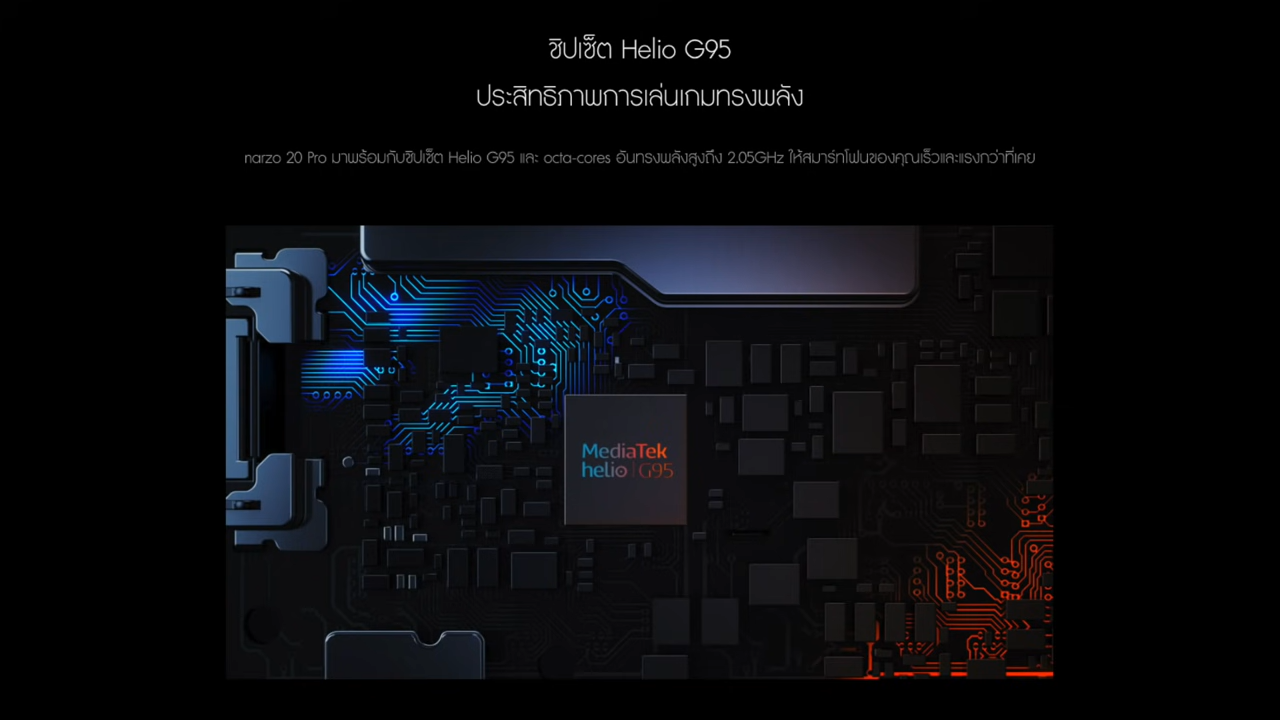 ชิปเซ็ต Helio G95
ประสิทธิภาพการเล่นเกมทรงพลัง
narzo 20 Pro มาพร้อมกับชิปเซ็ต Helio G95 และ octa-cores อันทรงพลังสูงถึง 2.05GHz ให้สมาร์ทโฟนของคุณเร็วและแรงกว่าที่เคย
MediaTek
helio | G95